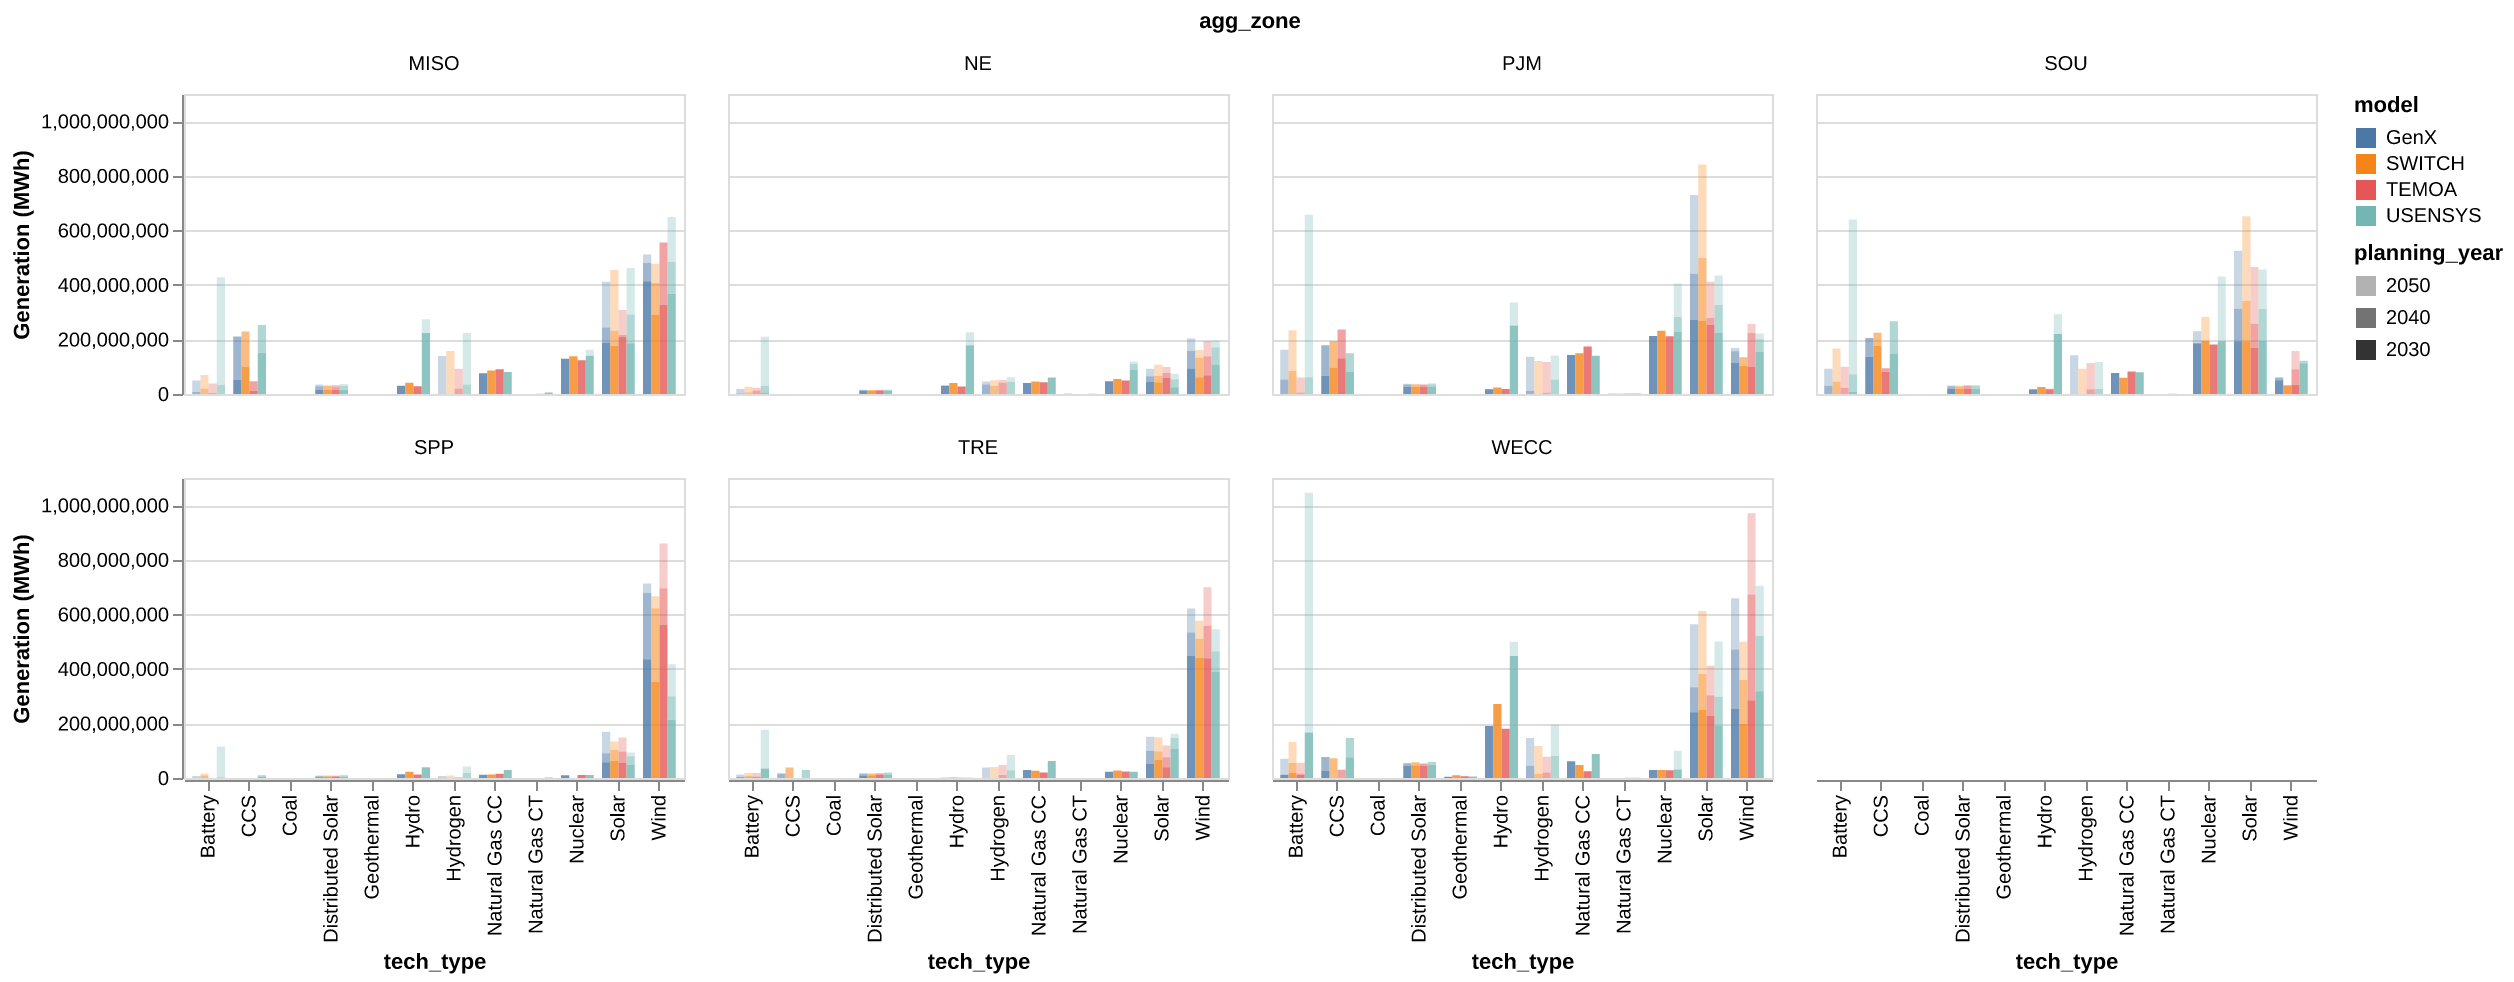 agg_zone
MISO
NE
PJM
SOU
Generation (MWh)
1,000,000,000
800,000,000
600,000,000
400,000,000
200,000,000
0
model
GenX
SWITCH
TEMOA
USENSYS
planning_year
2050
2040
2030
SPP
TRE
WECC
Generation (MWh)
1,000,000,000
800,000,000
600,000,000
400,000,000
200,000,000
0
Battery
CCS
Coal
Distributed Solar
Geothermal
Hydro
Hydrogen
Natural Gas CC
Natural Gas CT
Nuclear
Solar
Wind
Battery
CCS
Coal
Distributed Solar
Geothermal
Hydro
Hydrogen
Natural Gas CC
Natural Gas CT
Nuclear
Solar
Wind
Battery
CCS
Coal
Distributed Solar
Geothermal
Hydro
Hydrogen
Natural Gas CC
Natural Gas CT
Nuclear
Solar
Wind
Battery
CCS
Coal
Distributed Solar
Geothermal
Hydro
Hydrogen
Natural Gas CC
Natural Gas CT
Nuclear
Solar
Wind
tech_type
tech_type
tech_type
tech_type